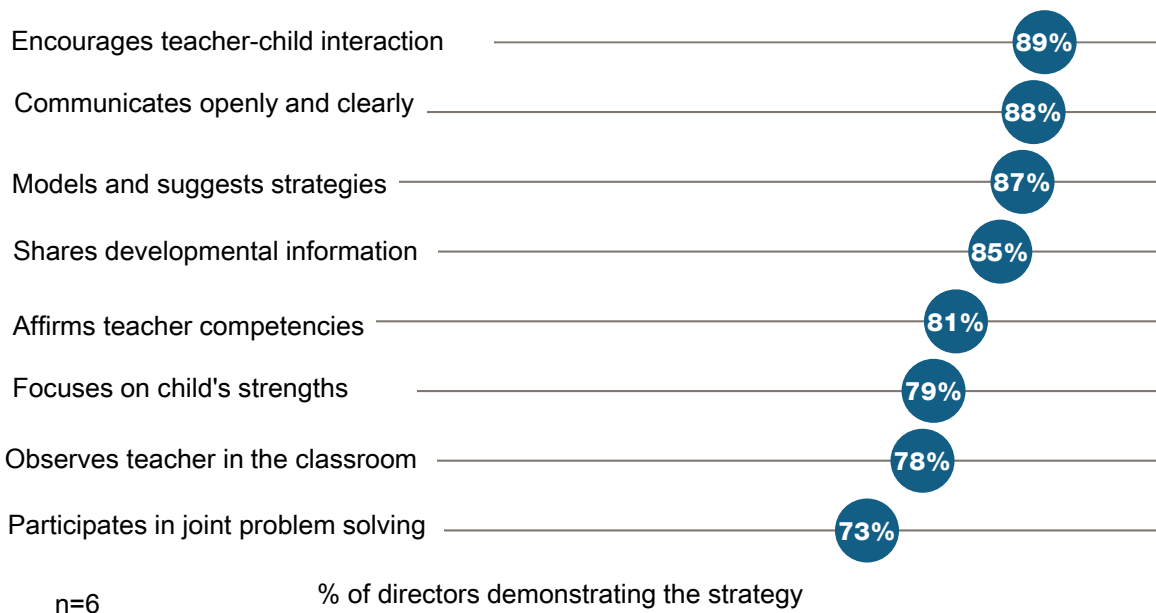 Encourages teacher-child interaction 89%
Communicates openly and clearly 88%
Models and suggests strategies 87%
Shares developmental information 85%
Affirms teacher competencies 81%
Focuses on child's strengths 79%
Observes teacher in the classroom 78%
Participates in joint problem solving 73%
n=6 % of directors demonstrating the strategy